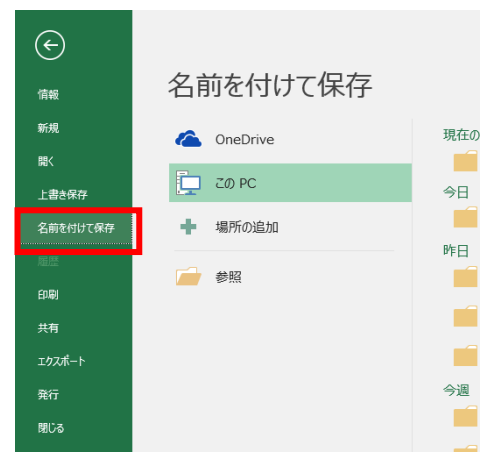 名前を付けて保存
情報
新規
開く
上書き保存
名前を付けて保存
履歴
印刷
共有
エクスポート
発行
閉じる
OneDrive
この PC
場所の追加
参照
現在の
今日
昨日
今週